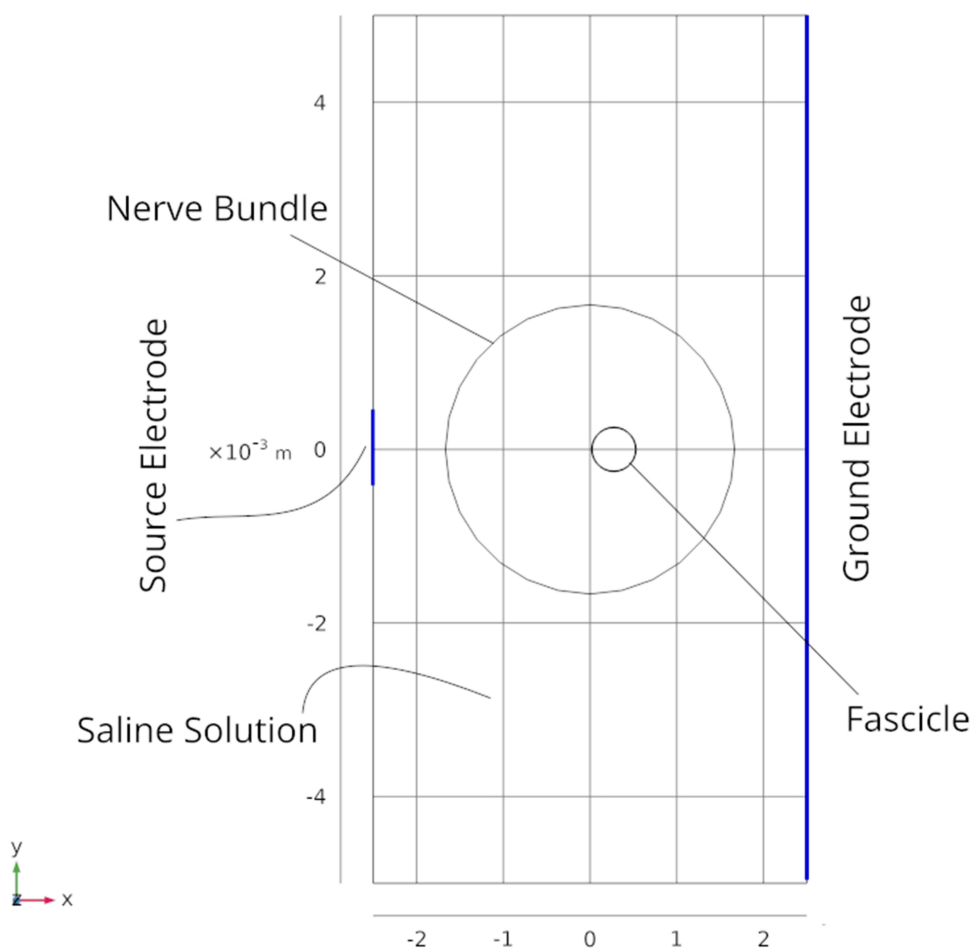 4
Nerve Bundle
2
Source Electrode
×10⁻³ m
0
Ground Electrode
-2
Saline Solution
Fascicle
-4
y
z
x
-2
-1
0
1
2